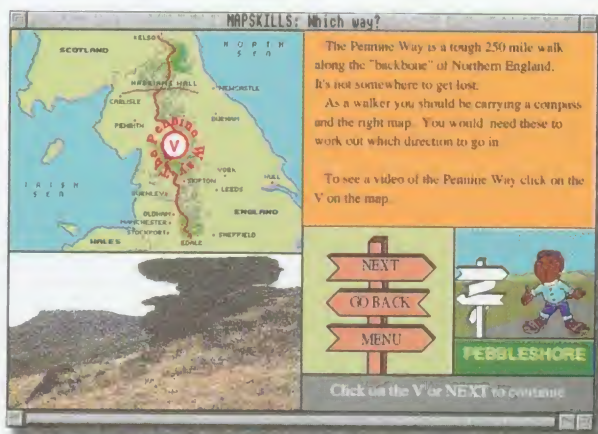 MAPSKILLS: Which way?
SCOTLAND
KELSO
NORTH
SEA
HADRIANS WALL
NEWCASTLE
CARLISLE
DURHAM
PENRITH
The Pennine Way
V
IRISH
SEA
SKIPTON
YORK
BURNLEY
LEEDS
HULL
OLDHAM
ENGLAND
MANCHESTER
STOCKPORT
SHEFFIELD
WALES
EDALE
The Pennine Way is a tough 250 mile walk
along the "backbone" of Northern England.
It's not somewhere to get lost.
As a walker you should be carrying a compass
and the right map. You would need these to
work out which direction to go in.
To see a video of the Pennine Way click on the
V on the map.
NEXT
GO BACK
MENU
PEBBLESHORE
Click on the V or NEXT to continue